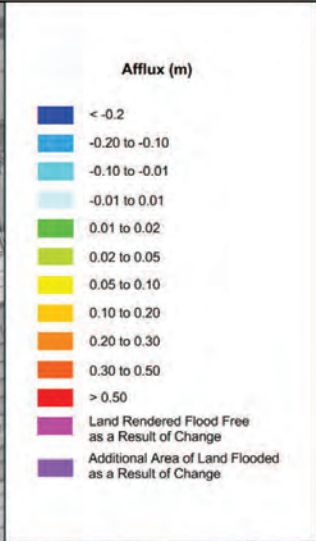 Afflux (m)
< -0.2
-0.20 to -0.10
-0.10 to -0.01
-0.01 to 0.01
0.01 to 0.02
0.02 to 0.05
0.05 to 0.10
0.10 to 0.20
0.20 to 0.30
0.30 to 0.50
> 0.50
Land Rendered Flood Free
as a Result of Change
Additional Area of Land Flooded
as a Result of Change